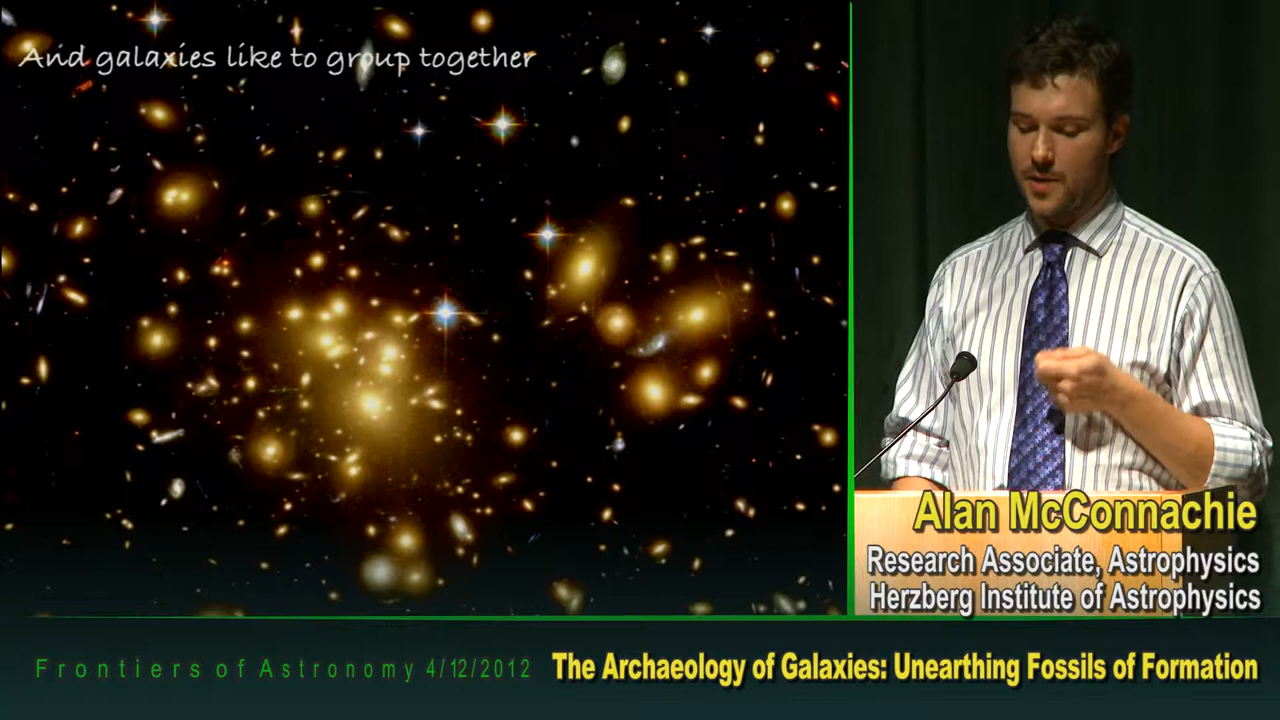 And galaxies like to group together
Alan McConnachie
Research Associate, Astrophysics
Herzberg Institute of Astrophysics
Frontiers of Astronomy 4/12/2012
The Archaeology of Galaxies: Unearthing Fossils of Formation